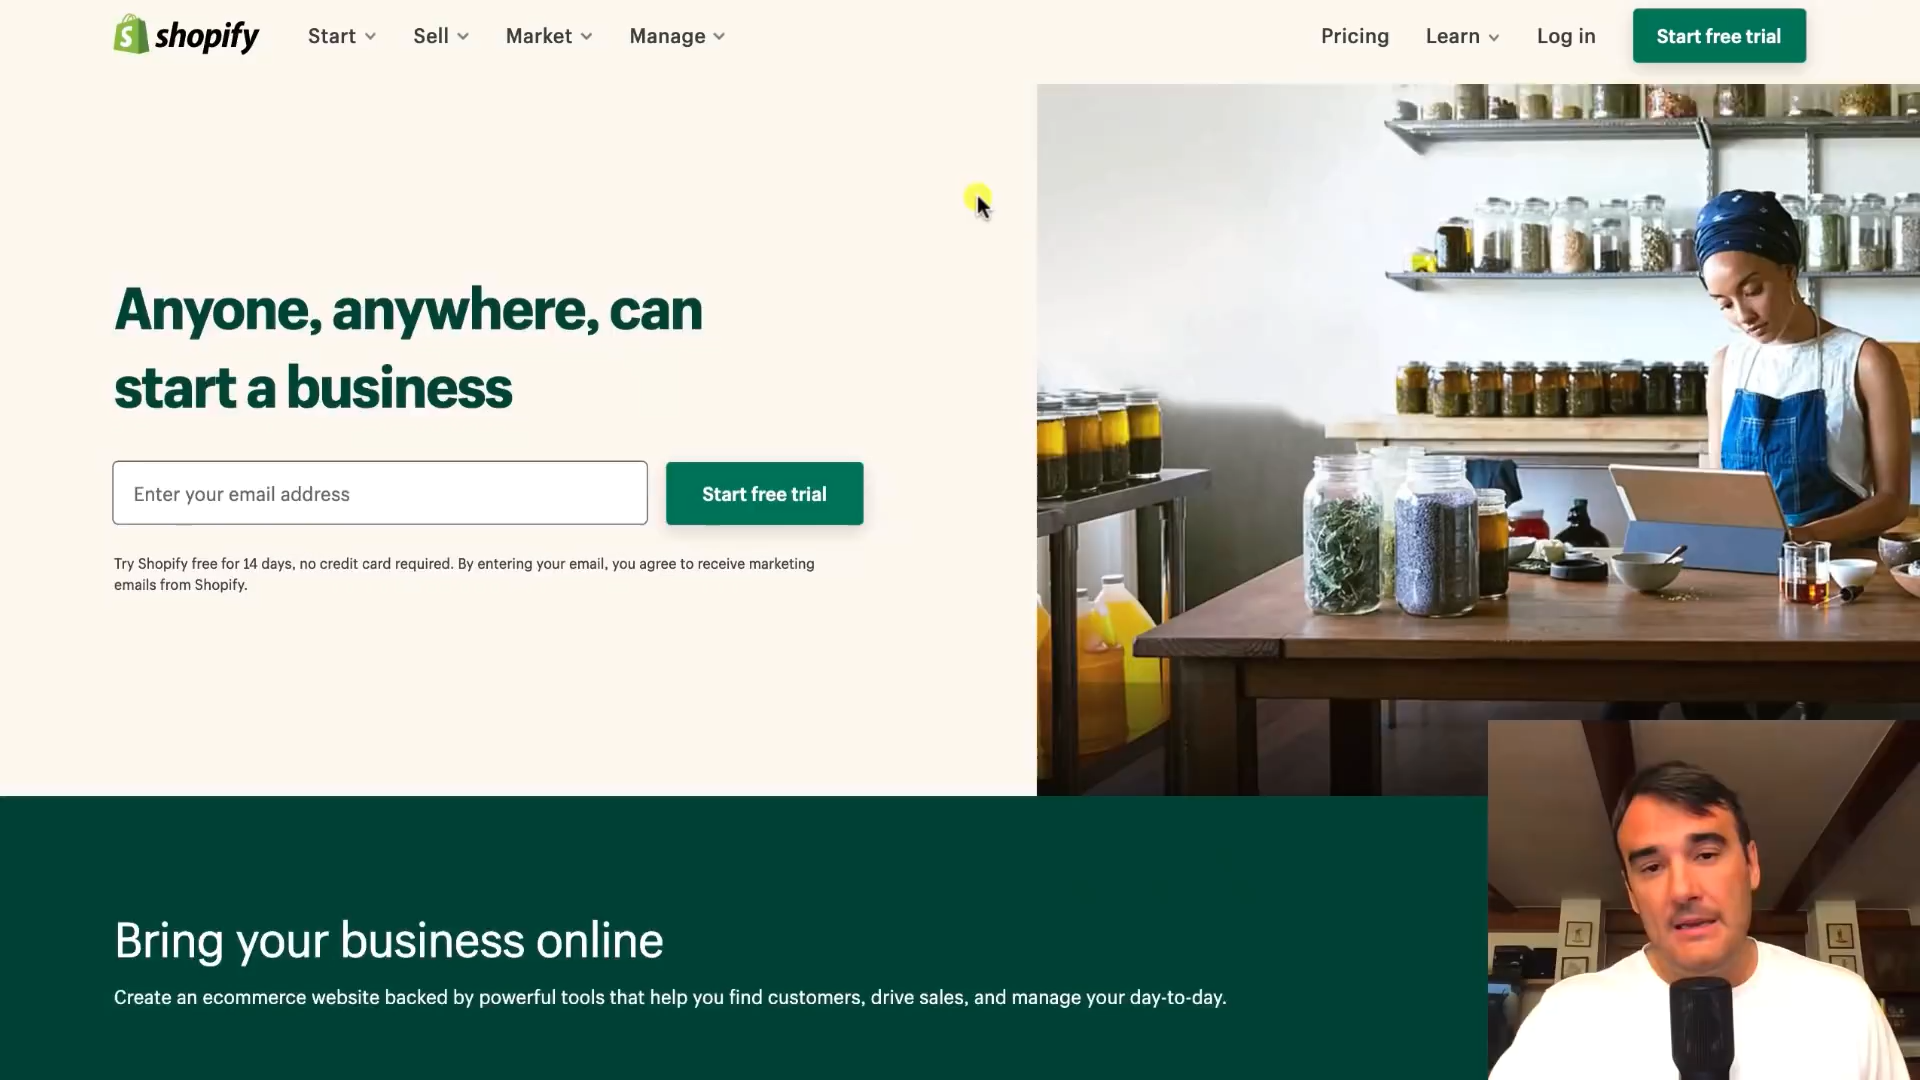 shopify
Start
Sell
Market
Manage
Pricing
Learn
Log in
Start free trial
Anyone, anywhere, can
start a business
Enter your email address
Start free trial
Try Shopify free for 14 days, no credit card required. By entering your email, you agree to receive marketing
emails from Shopify.
Bring your business online
Create an ecommerce website backed by powerful tools that help you find customers, drive sales, and manage your day-to-day.